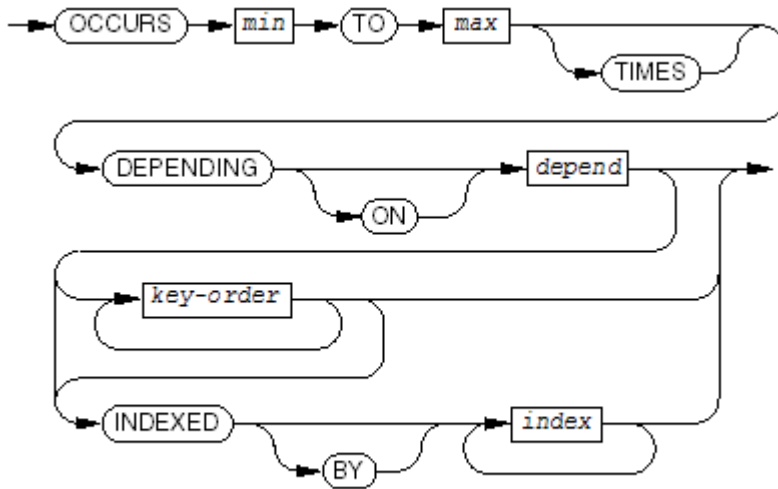 OCCURS min TO max
TIMES
DEPENDING depend
ON
key-order
INDEXED index
BY